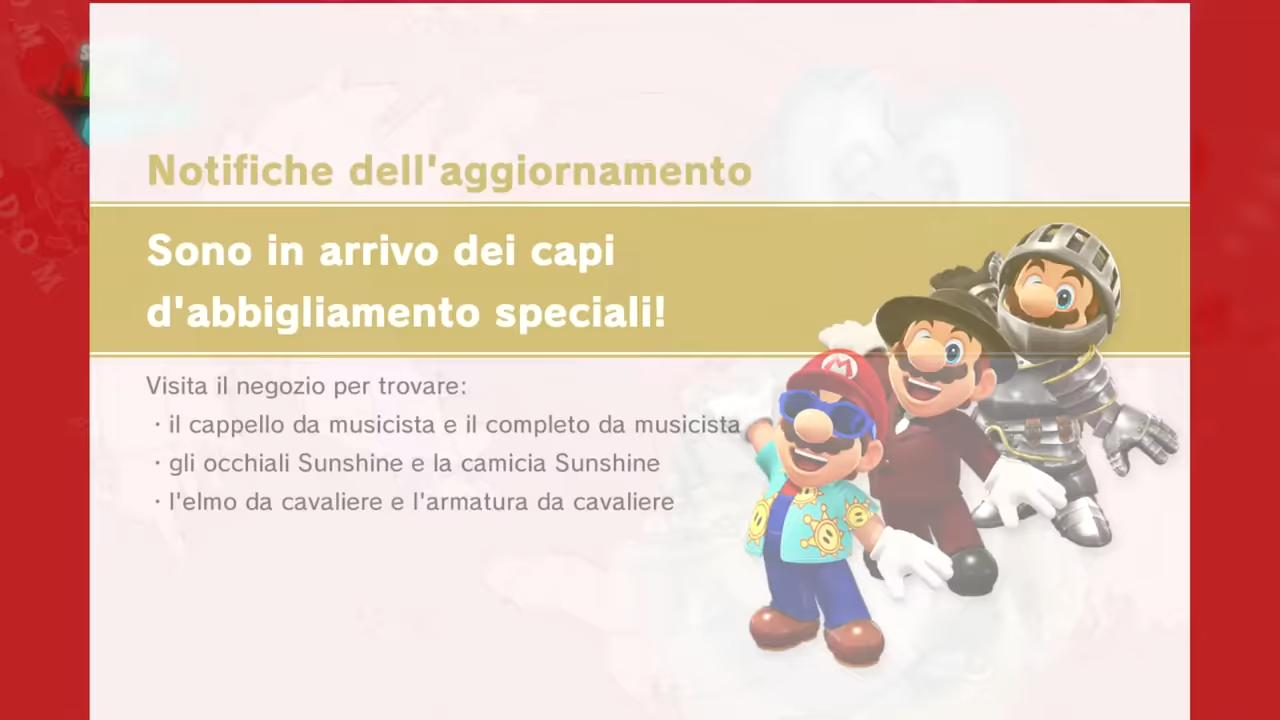 Notifiche dell'aggiornamento
Sono in arrivo dei capi
d'abbigliamento speciali!
Visita il negozio per trovare:
· il cappello da musicista e il completo da musicista
· gli occhiali Sunshine e la camicia Sunshine
· l'elmo da cavaliere e l'armatura da cavaliere
M